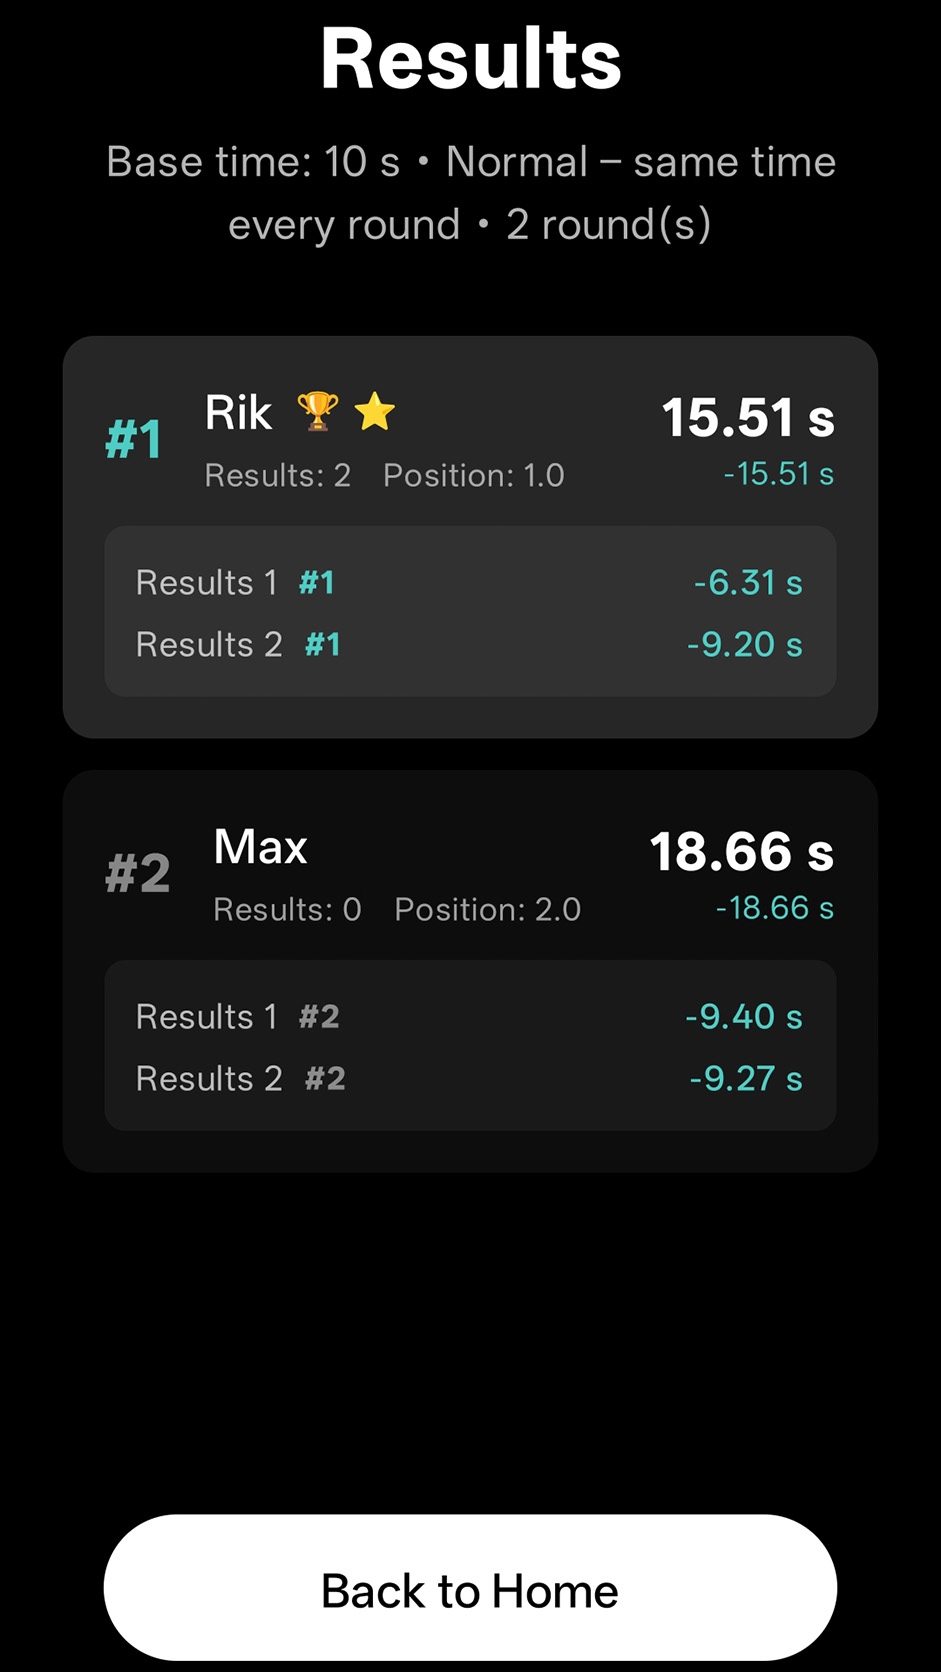 Results
Base time: 10 s • Normal – same time
every round • 2 round(s)
#1 Rik 🏆 ⭐ 15.51 s
Results: 2 Position: 1.0 -15.51 s
Results 1 #1 -6.31 s
Results 2 #1 -9.20 s
#2 Max 18.66 s
Results: 0 Position: 2.0 -18.66 s
Results 1 #2 -9.40 s
Results 2 #2 -9.27 s
Back to Home